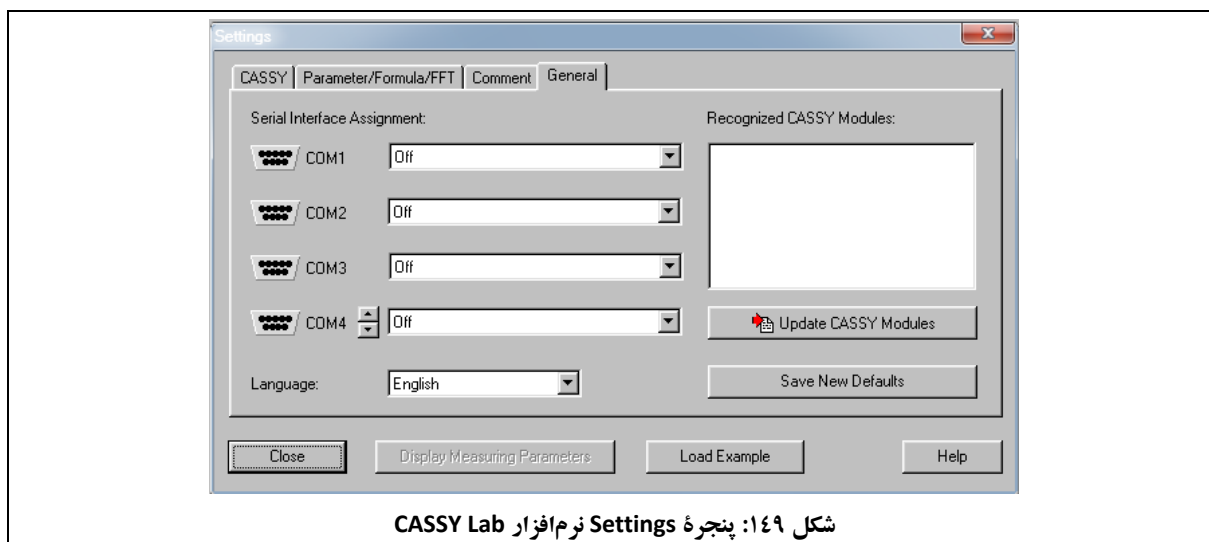 Settings
CASSY Parameter/Formula/FFT Comment General
Serial Interface Assignment: Recognized CASSY Modules:
COM1 Off
COM2 Off
COM3 Off
COM4 Off
Update CASSY Modules
Language: English Save New Defaults
Close Display Measuring Parameters Load Example Help
شکل ۱٤۹: پنجرۀ Settings نرم‌افزار CASSY Lab